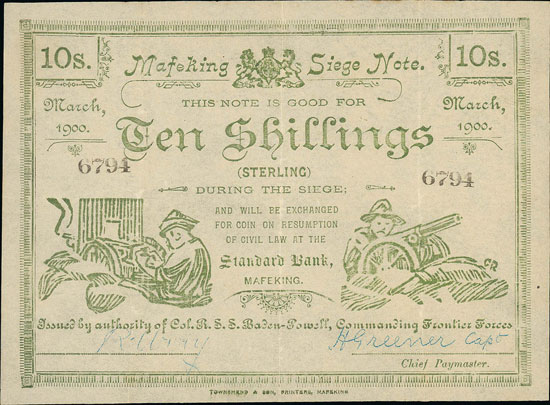 10s. Mafeking Siege Note. 10s.
March, 1900. THIS NOTE IS GOOD FOR March, 1900.
Ten Shillings
6794 (STERLING) 6794
DURING THE SIEGE;
AND WILL BE EXCHANGED
FOR COIN ON RESUMPTION
OF CIVIL LAW AT THE
Standard Bank,
MAFEKING.
CR
Issued by authority of Col. R. S. S. Baden-Powell, Commanding Frontier Forces
HGreener Capt
Chief Paymaster.
TOWNSHEND & SON, PRINTERS, MAFEKING